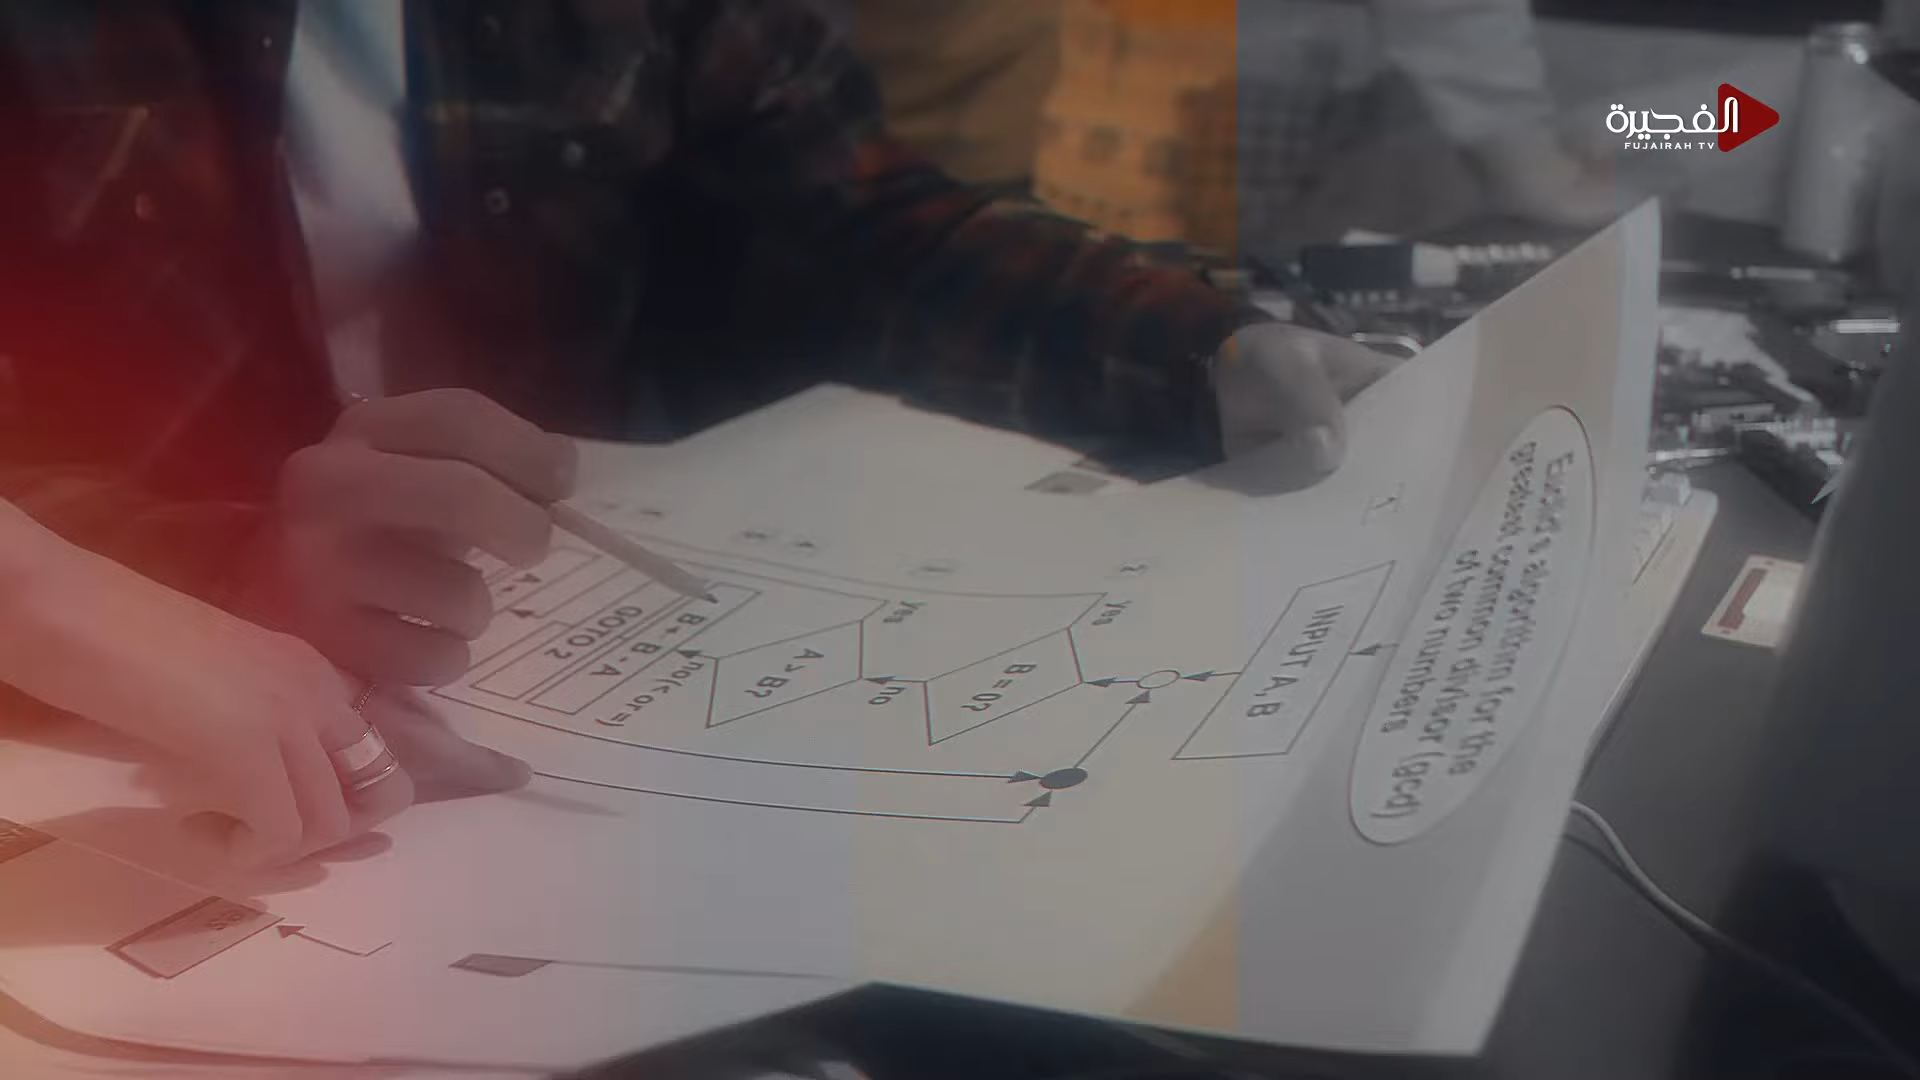 الفجيرة
FUJAIRAH TV
Euclid's algorithm for the
greatest common divisor (gcd)
of two numbers
INPUT A, B
2
yes
B = 0?
no
yes
A > B?
no (< or =)
B ← B - A
GOTO 2